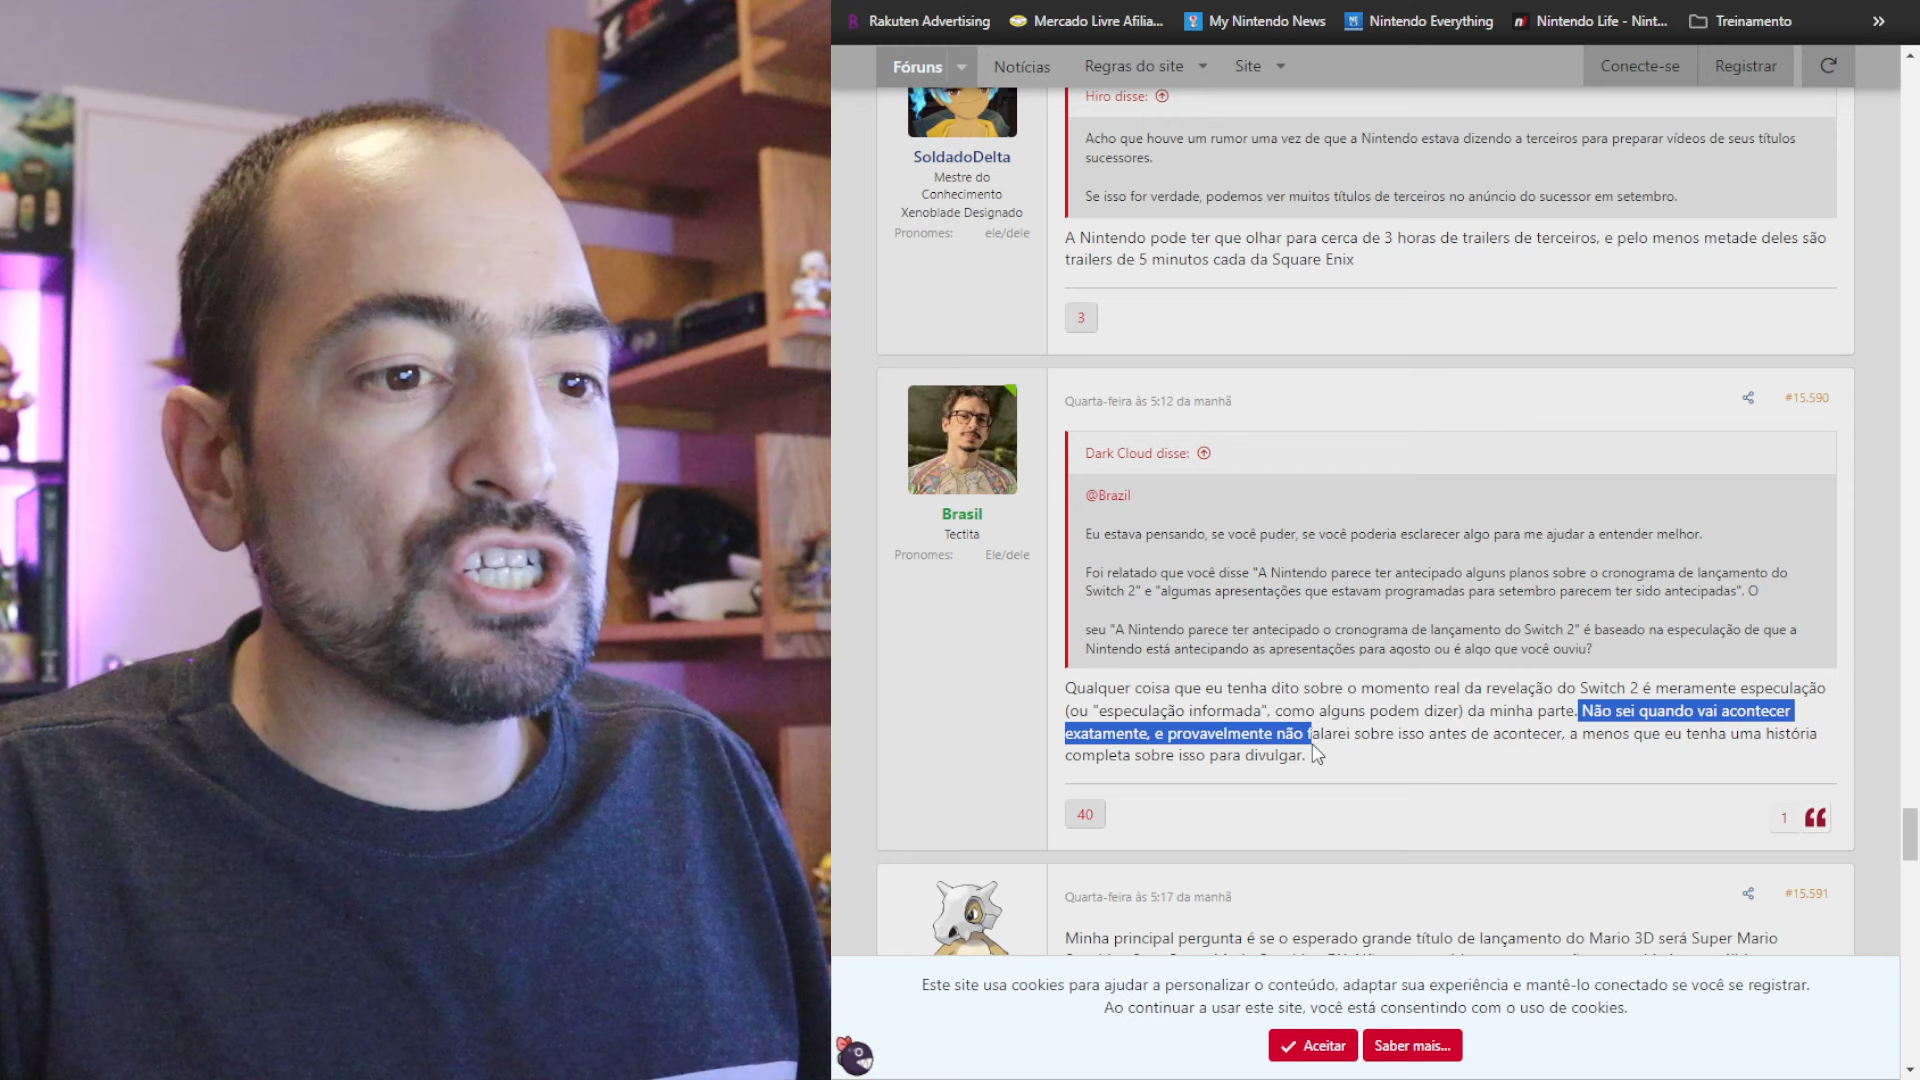 Rakuten Advertising
Mercado Livre Afilia...
My Nintendo News
Nintendo Everything
Nintendo Life - Nint...
Treinamento
Fóruns
Notícias
Regras do site
Site
Conecte-se
Registrar
SoldadoDelta
Mestre do
Conhecimento
Xenoblade Designado
Pronomes: ele/dele
Hiro disse:
Acho que houve um rumor uma vez de que a Nintendo estava dizendo a terceiros para preparar vídeos de seus títulos
sucessores.
Se isso for verdade, podemos ver muitos títulos de terceiros no anúncio do sucessor em setembro.
A Nintendo pode ter que olhar para cerca de 3 horas de trailers de terceiros, e pelo menos metade deles são
trailers de 5 minutos cada da Square Enix
3
Brasil
Tectita
Pronomes: Ele/dele
Quarta-feira às 5:12 da manhã
#15.590
Dark Cloud disse:
@Brazil
Eu estava pensando, se você puder, se você poderia esclarecer algo para me ajudar a entender melhor.
Foi relatado que você disse "A Nintendo parece ter antecipado alguns planos sobre o cronograma de lançamento do
Switch 2" e "algumas apresentações que estavam programadas para setembro parecem ter sido antecipadas". O
seu "A Nintendo parece ter antecipado o cronograma de lançamento do Switch 2" é baseado na especulação de que a
Nintendo está antecipando as apresentações para agosto ou é algo que você ouviu?
Qualquer coisa que eu tenha dito sobre o momento real da revelação do Switch 2 é meramente especulação
(ou "especulação informada", como alguns podem dizer) da minha parte. Não sei quando vai acontecer
exatamente, e provavelmente não falarei sobre isso antes de acontecer, a menos que eu tenha uma história
completa sobre isso para divulgar.
40
1
Quarta-feira às 5:17 da manhã
#15.591
Minha principal pergunta é se o esperado grande título de lançamento do Mario 3D será Super Mario
Este site usa cookies para ajudar a personalizar o conteúdo, adaptar sua experiência e mantê-lo conectado se você se registrar.
Ao continuar a usar este site, você está consentindo com o uso de cookies.
Aceitar
Saber mais...